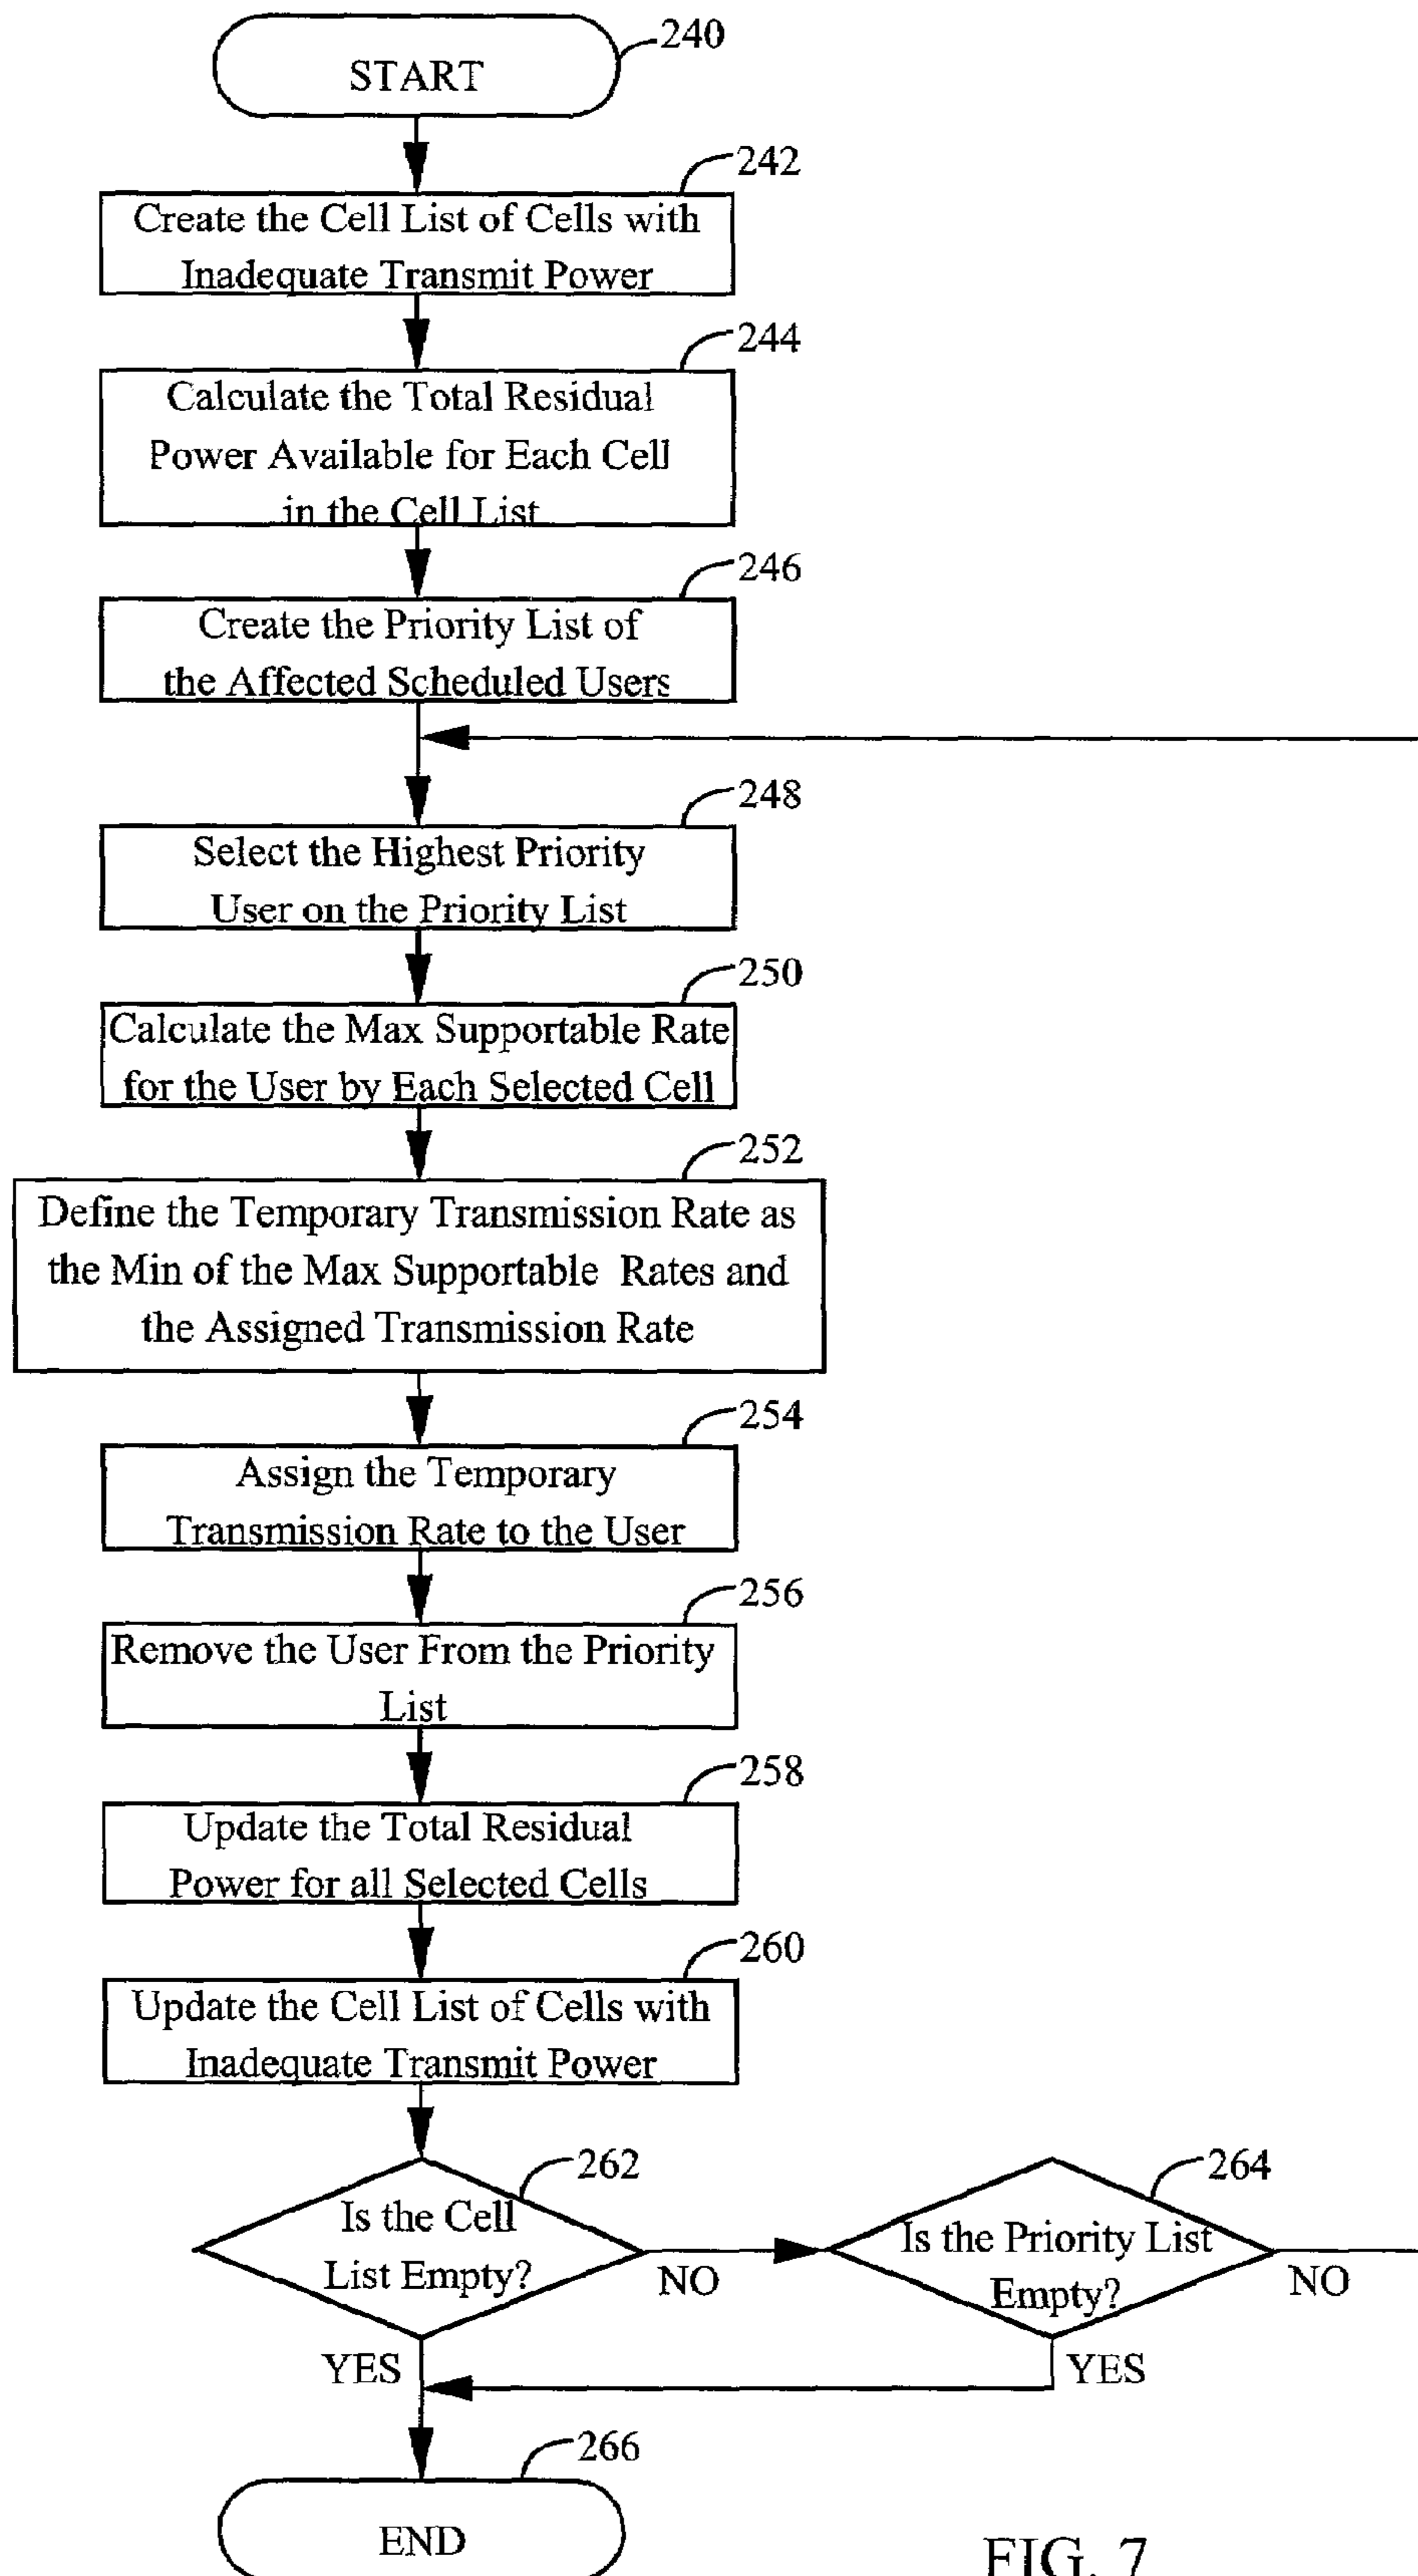 240
START
242
Create the Cell List of Cells with
Inadequate Transmit Power
244
Calculate the Total Residual
Power Available for Each Cell
in the Cell List
246
Create the Priority List of
the Affected Scheduled Users
248
Select the Highest Priority
User on the Priority List
250
Calculate the Max Supportable Rate
for the User by Each Selected Cell
252
Define the Temporary Transmission Rate as
the Min of the Max Supportable Rates and
the Assigned Transmission Rate
254
Assign the Temporary
Transmission Rate to the User
256
Remove the User From the Priority
List
258
Update the Total Residual
Power for all Selected Cells
260
Update the Cell List of Cells with
Inadequate Transmit Power
262
Is the Cell
List Empty?
NO
264
Is the Priority List
Empty?
NO
YES
YES
266
END
FIG. 7